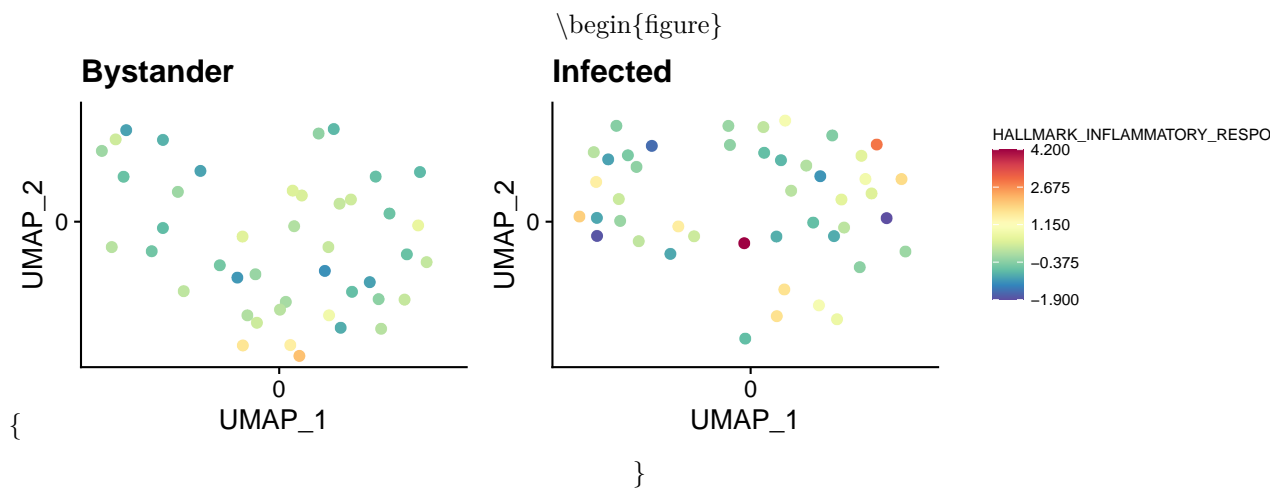 \begin{figure}
Bystander
Infected
HALLMARK_INFLAMMATORY_RESPO
4.200
2.675
1.150
−0.375
−1.900
UMAP_2
0
0
UMAP_1
UMAP_2
0
0
UMAP_1
{
}